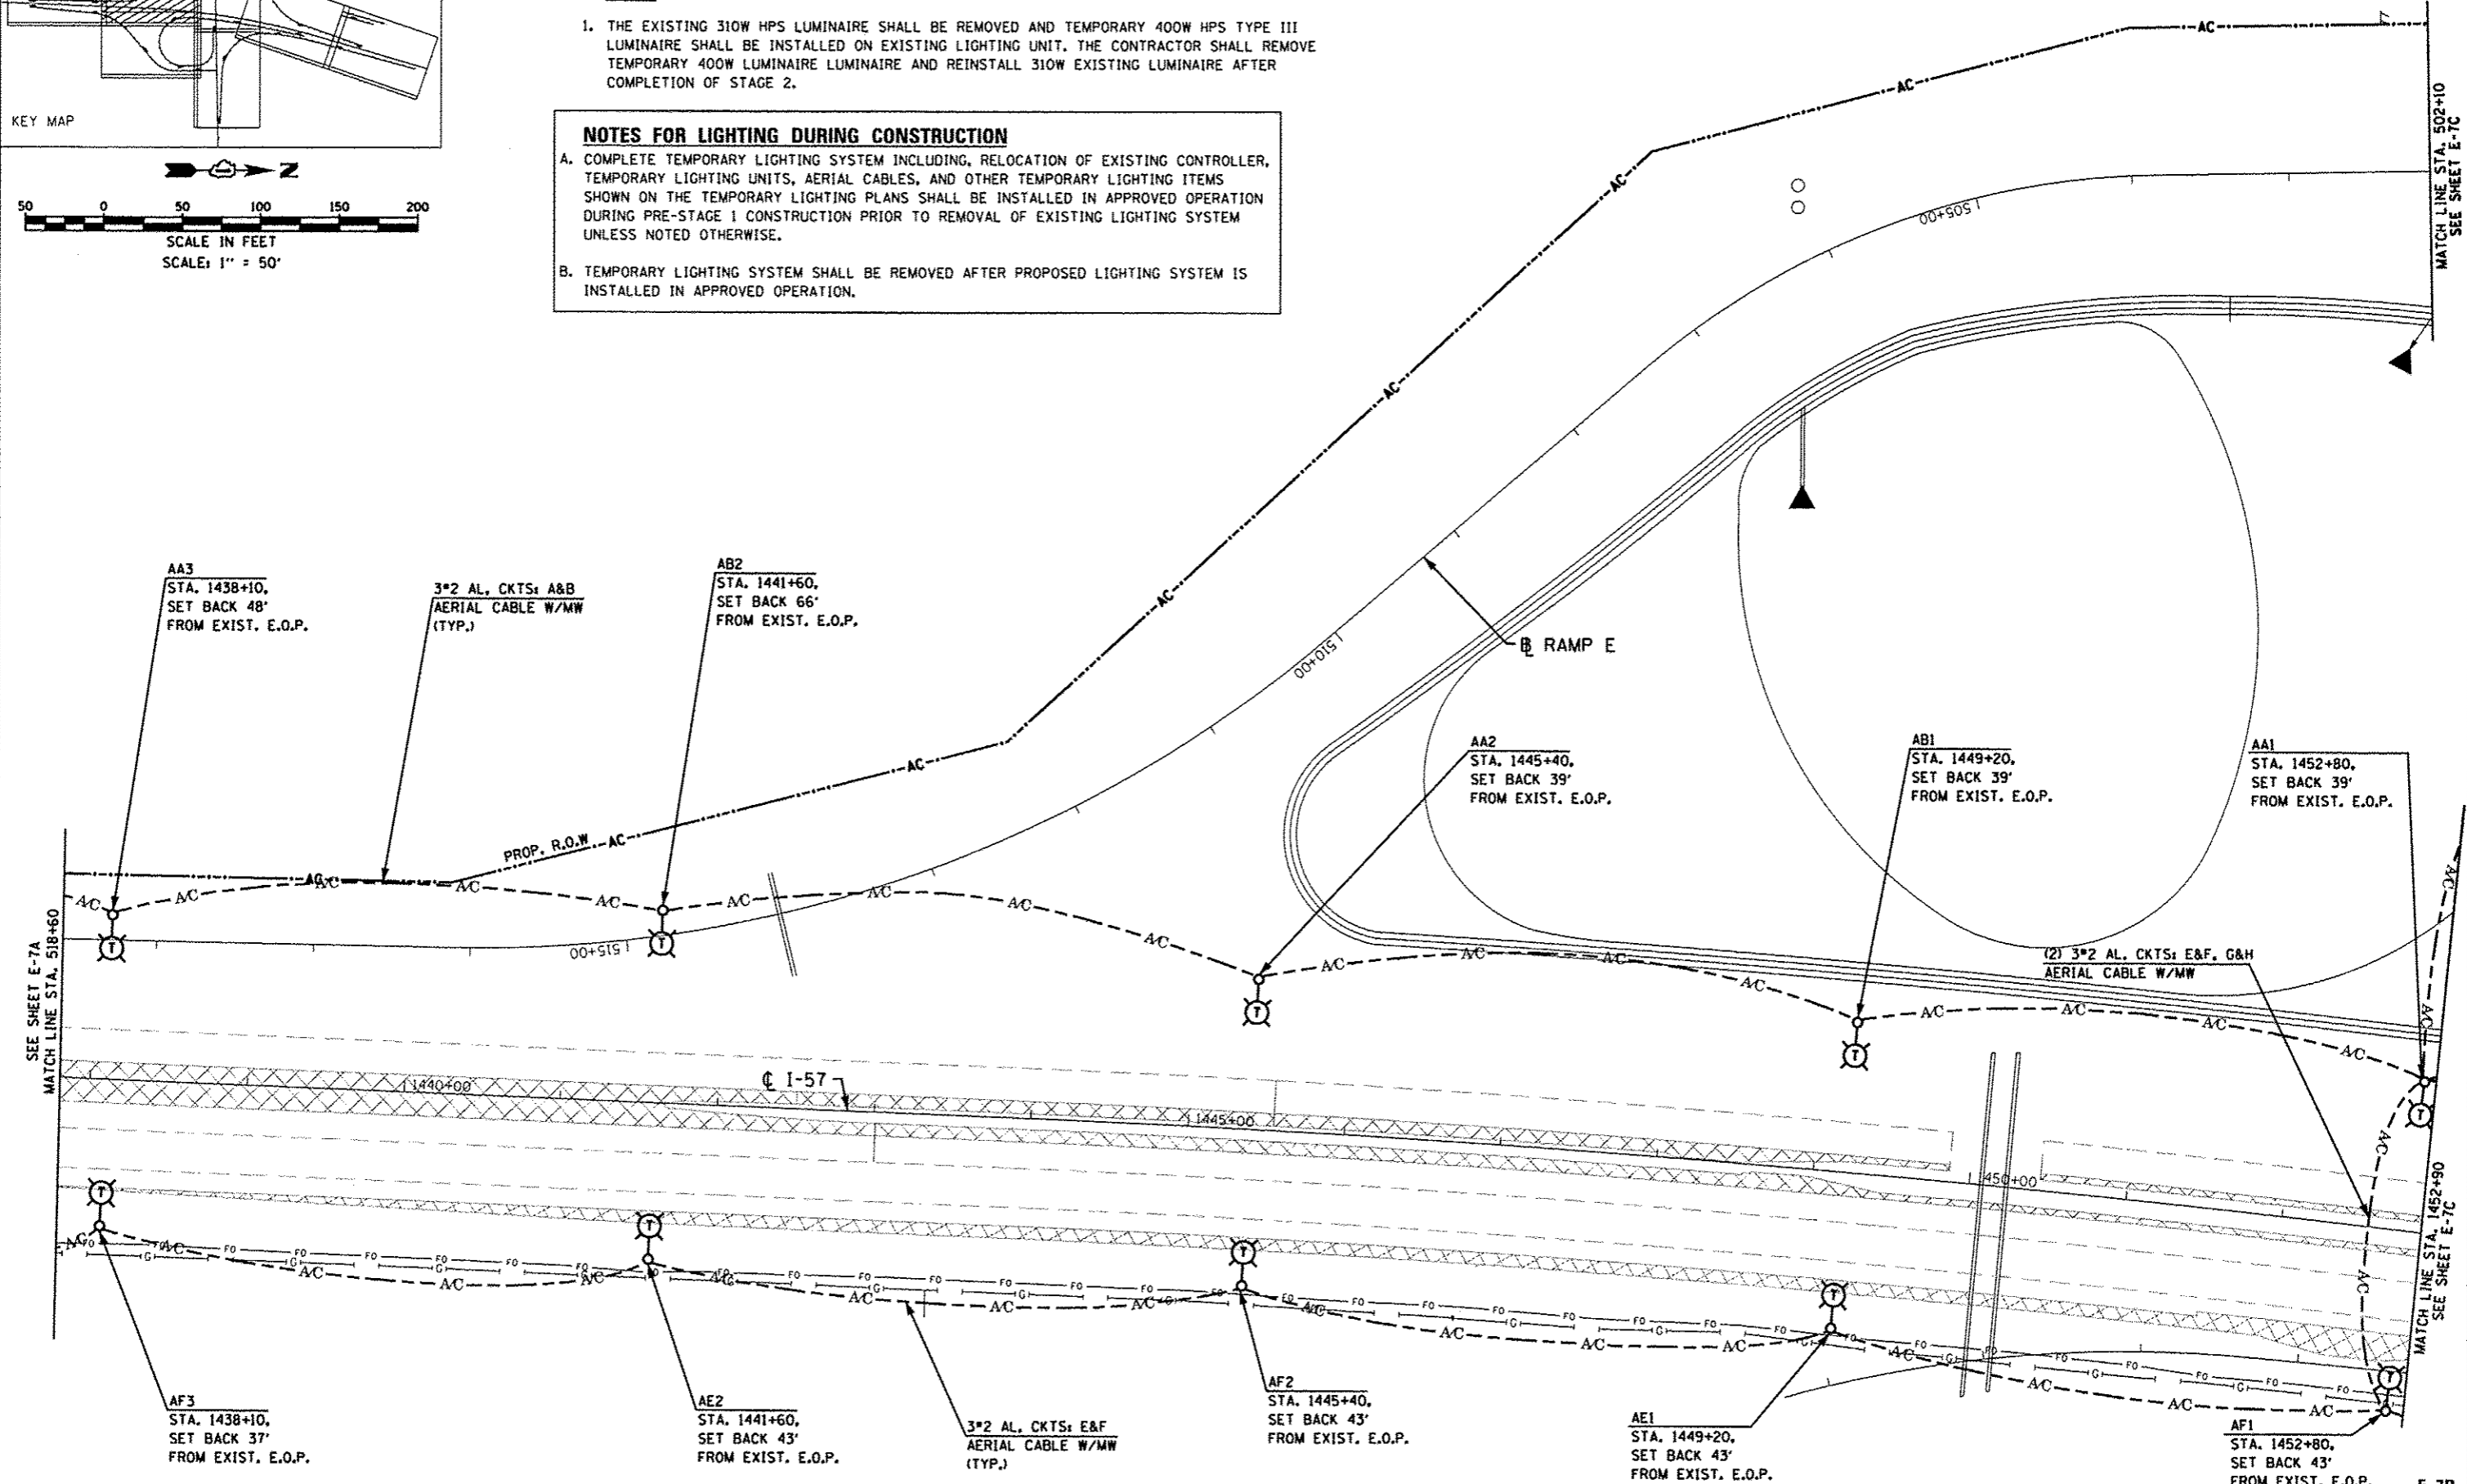 1. THE EXISTING 310W HPS LUMINAIRE SHALL BE REMOVED AND TEMPORARY 400W HPS TYPE III
LUMINAIRE SHALL BE INSTALLED ON EXISTING LIGHTING UNIT. THE CONTRACTOR SHALL REMOVE
TEMPORARY 400W LUMINAIRE LUMINAIRE AND REINSTALL 310W EXISTING LUMINAIRE AFTER
COMPLETION OF STAGE 2.
KEY MAP
Z
50 0 50 100 150 200
SCALE IN FEET
SCALE: 1" = 50'
NOTES FOR LIGHTING DURING CONSTRUCTION
A. COMPLETE TEMPORARY LIGHTING SYSTEM INCLUDING, RELOCATION OF EXISTING CONTROLLER,
TEMPORARY LIGHTING UNITS, AERIAL CABLES, AND OTHER TEMPORARY LIGHTING ITEMS
SHOWN ON THE TEMPORARY LIGHTING PLANS SHALL BE INSTALLED IN APPROVED OPERATION
DURING PRE-STAGE 1 CONSTRUCTION PRIOR TO REMOVAL OF EXISTING LIGHTING SYSTEM
UNLESS NOTED OTHERWISE.
B. TEMPORARY LIGHTING SYSTEM SHALL BE REMOVED AFTER PROPOSED LIGHTING SYSTEM IS
INSTALLED IN APPROVED OPERATION.
AC
AC
AC
AC
AC
AC
AC
MATCH LINE STA. 502+10
SEE SHEET E-7C
505+00
510+00
515+00
℄ RAMP E
AA3
STA. 1438+10,
SET BACK 48'
FROM EXIST. E.O.P.
3#2 AL, CKTS: A&B
AERIAL CABLE W/MW
(TYP.)
AB2
STA. 1441+60,
SET BACK 66'
FROM EXIST. E.O.P.
AA2
STA. 1445+40,
SET BACK 39'
FROM EXIST. E.O.P.
AB1
STA. 1449+20,
SET BACK 39'
FROM EXIST. E.O.P.
AA1
STA. 1452+80,
SET BACK 39'
FROM EXIST. E.O.P.
PROP. R.O.W
SEE SHEET E-7A
MATCH LINE STA. 518+60
(2) 3#2 AL. CKTS: E&F, G&H
AERIAL CABLE W/MW
1440+00
℄ I-57
1445+00
1450+00
MATCH LINE STA. 1452+90
SEE SHEET E-7C
AF3
STA. 1438+10,
SET BACK 37'
FROM EXIST. E.O.P.
AE2
STA. 1441+60,
SET BACK 43'
FROM EXIST. E.O.P.
3#2 AL, CKTS: E&F
AERIAL CABLE W/MW
(TYP.)
AF2
STA. 1445+40,
SET BACK 43'
FROM EXIST. E.O.P.
AE1
STA. 1449+20,
SET BACK 43'
FROM EXIST. E.O.P.
AF1
STA. 1452+80,
SET BACK 43'
FROM EXIST. E.O.P.